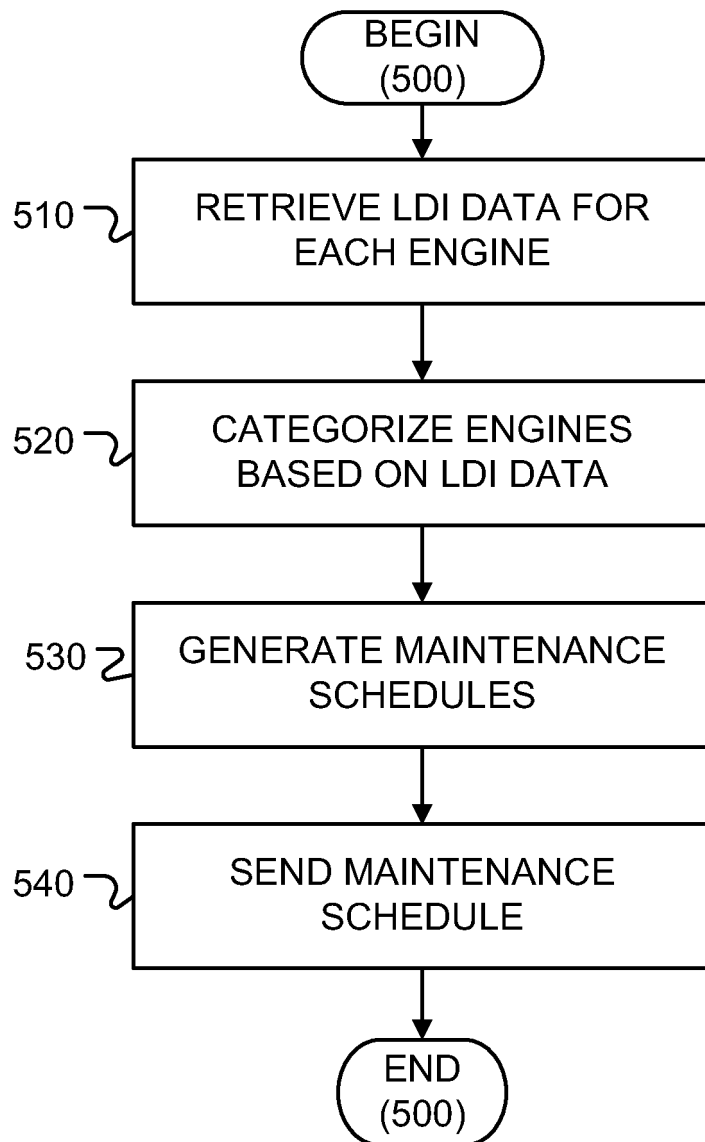 BEGIN
(500)
510
RETRIEVE LDI DATA FOR
EACH ENGINE
520
CATEGORIZE ENGINES
BASED ON LDI DATA
530
GENERATE MAINTENANCE
SCHEDULES
540
SEND MAINTENANCE
SCHEDULE
END
(500)